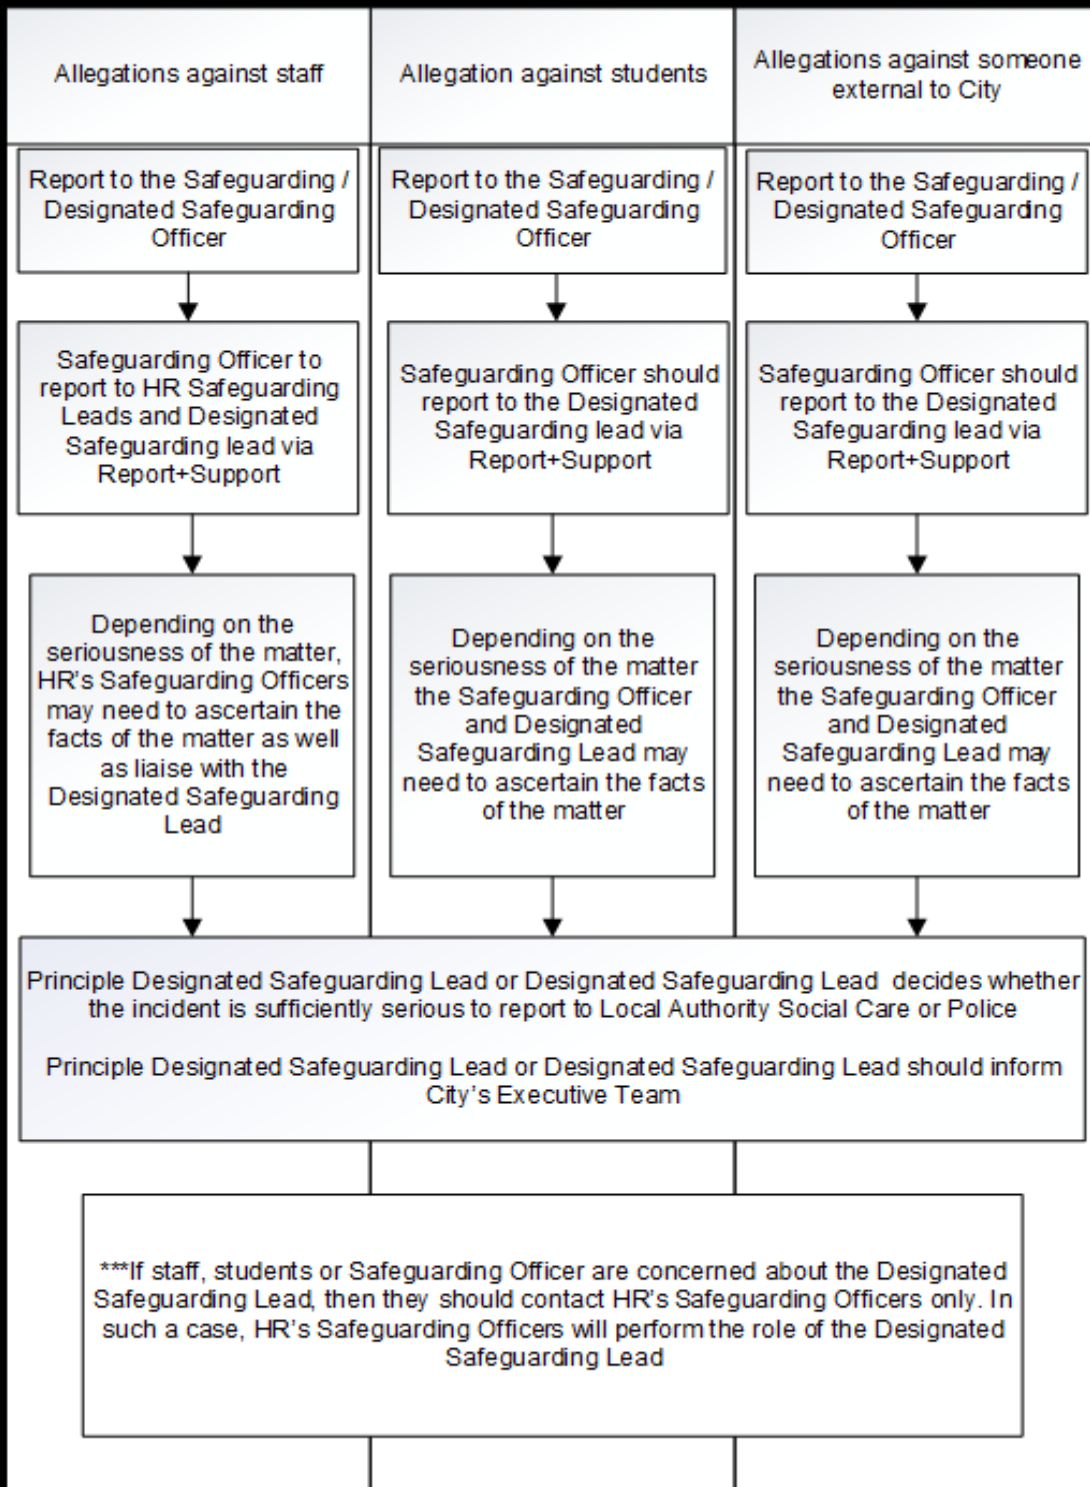 Allegations against staff
Allegation against students
Allegations against someone
external to City
Report to the Safeguarding /
Designated Safeguarding
Officer
Report to the Safeguarding /
Designated Safeguarding
Officer
Report to the Safeguarding /
Designated Safeguarding
Officer
Safeguarding Officer to
report to HR Safeguarding
Leads and Designated
Safeguarding lead via
Report+Support
Safeguarding Officer should
report to the Designated
Safeguarding lead via
Report+Support
Safeguarding Officer should
report to the Designated
Safeguarding lead via
Report+Support
Depending on the
seriousness of the matter,
HR's Safeguarding Officers
may need to ascertain the
facts of the matter as well
as liaise with the
Designated Safeguarding
Lead
Depending on the
seriousness of the matter
the Safeguarding Officer
and Designated
Safeguarding Lead may
need to ascertain the facts
of the matter
Depending on the
seriousness of the matter
the Safeguarding Officer
and Designated
Safeguarding Lead may
need to ascertain the facts
of the matter
Principle Designated Safeguarding Lead or Designated Safeguarding Lead decides whether
the incident is sufficiently serious to report to Local Authority Social Care or Police
Principle Designated Safeguarding Lead or Designated Safeguarding Lead should inform
City's Executive Team
***If staff, students or Safeguarding Officer are concerned about the Designated
Safeguarding Lead, then they should contact HR's Safeguarding Officers only. In
such a case, HR's Safeguarding Officers will perform the role of the Designated
Safeguarding Lead